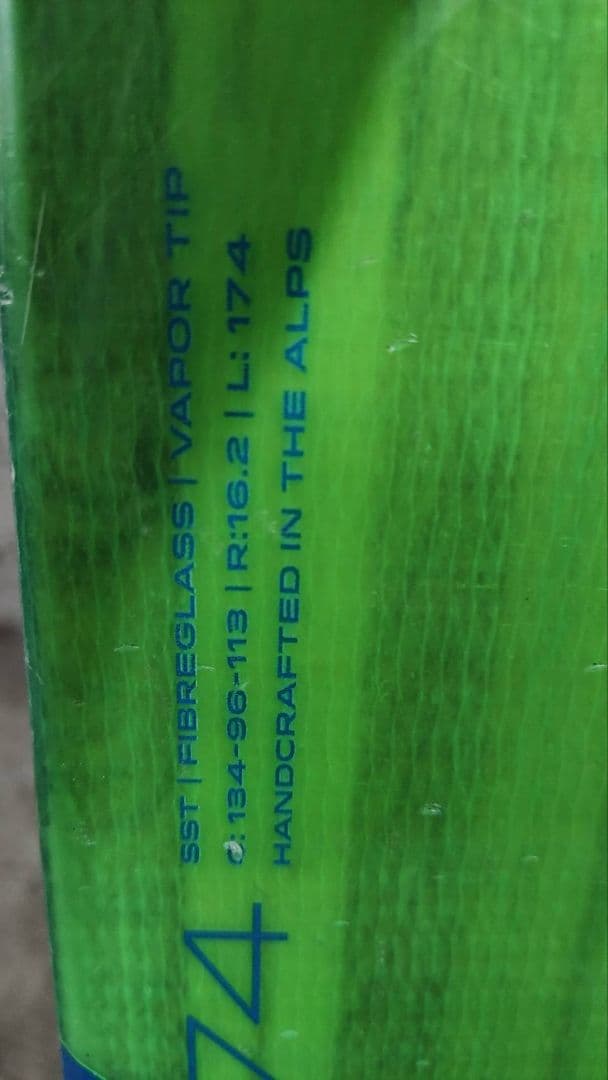 SST | FIBREGLASS | VAPOR TIP
C: 134-96-113 | R:16.2 | L: 174
HANDCRAFTED IN THE ALPS
74